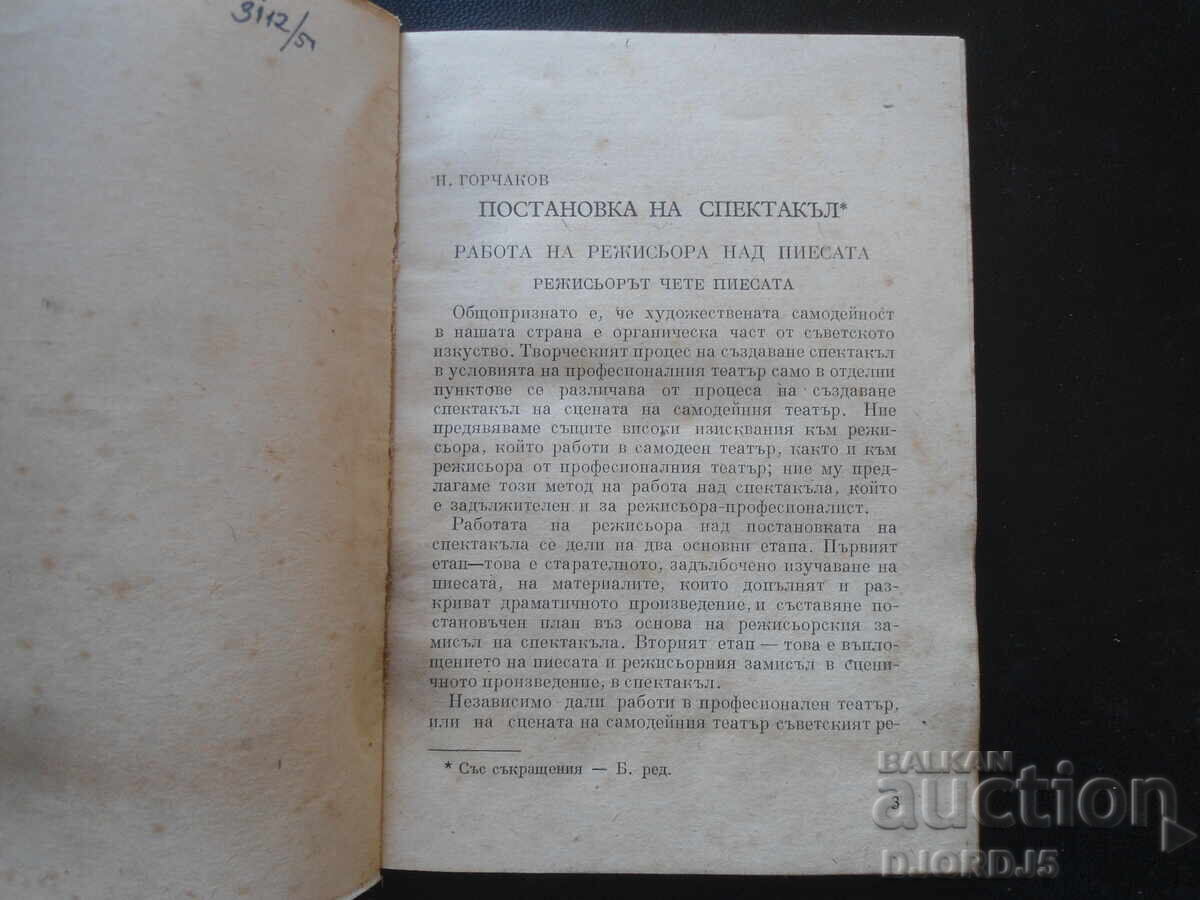 3112/51
Н. ГОРЧАКОВ
ПОСТАНОВКА НА СПЕКТАКЪЛ*
РАБОТА НА РЕЖИСЬОРА НАД ПИЕСАТА
РЕЖИСЬОРЪТ ЧЕТЕ ПИЕСАТА
Общопризнато е, че художествената самодейност
в нашата страна е органическа част от съветското
изкуство. Творческият процес на създаване спектакъл
в условията на професионалния театър само в отделни
пунктове се различава от процеса на създаване
спектакъл на сцената на самодейния театър. Ние
предявяваме същите високи изисквания към режи-
сьора, който работи в самодеен театър, както и към
режисьора от професионалния театър; ние му пред-
лагаме този метод на работа над спектакъла, който
е задължителен и за режисьора-професионалист.
Работата на режисьора над постановката на
спектакъла се дели на два основни етапа. Първият
етап—това е старателното, задълбочено изучаване на
пиесата, на материалите, които допълнят и раз-
криват драматичното произведение, и съставяне по-
становъчен план въз основа на режисьорския за-
мисъл на спектакъла. Вторият етап — това е въпло-
щението на пиесата и режисьорния замисъл в сцени-
чното произведение, в спектакъл.
Независимо дали работи в професионален театър,
или на сцената на самодейния театър съветският ре-
* Със съкращения — Б. ред.
3
BALKAN
auction
DJORDJ5